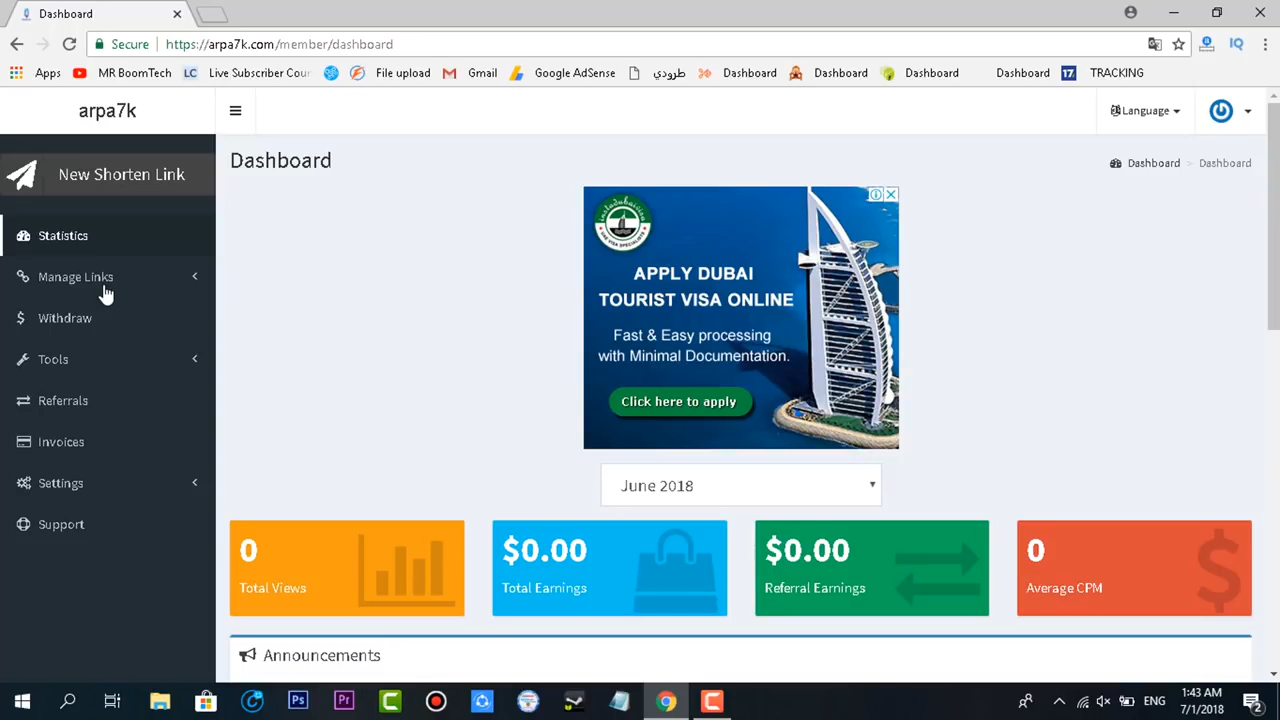 Dashboard
Secure https://arpa7k.com/member/dashboard
Apps MR BoomTech LC Live Subscriber Cour File upload Gmail Google AdSense طرودي Dashboard Dashboard Dashboard Dashboard 17 TRACKING
arpa7k
Language
New Shorten Link
Dashboard
Dashboard > Dashboard
Statistics
Manage Links
Withdraw
Tools
Referrals
Invoices
Settings
Support
APPLY DUBAI
TOURIST VISA ONLINE
Fast & Easy processing
with Minimal Documentation.
Click here to apply
June 2018
0
Total Views
$0.00
Total Earnings
$0.00
Referral Earnings
0
Average CPM
Announcements
ENG
1:43 AM
7/1/2018
2